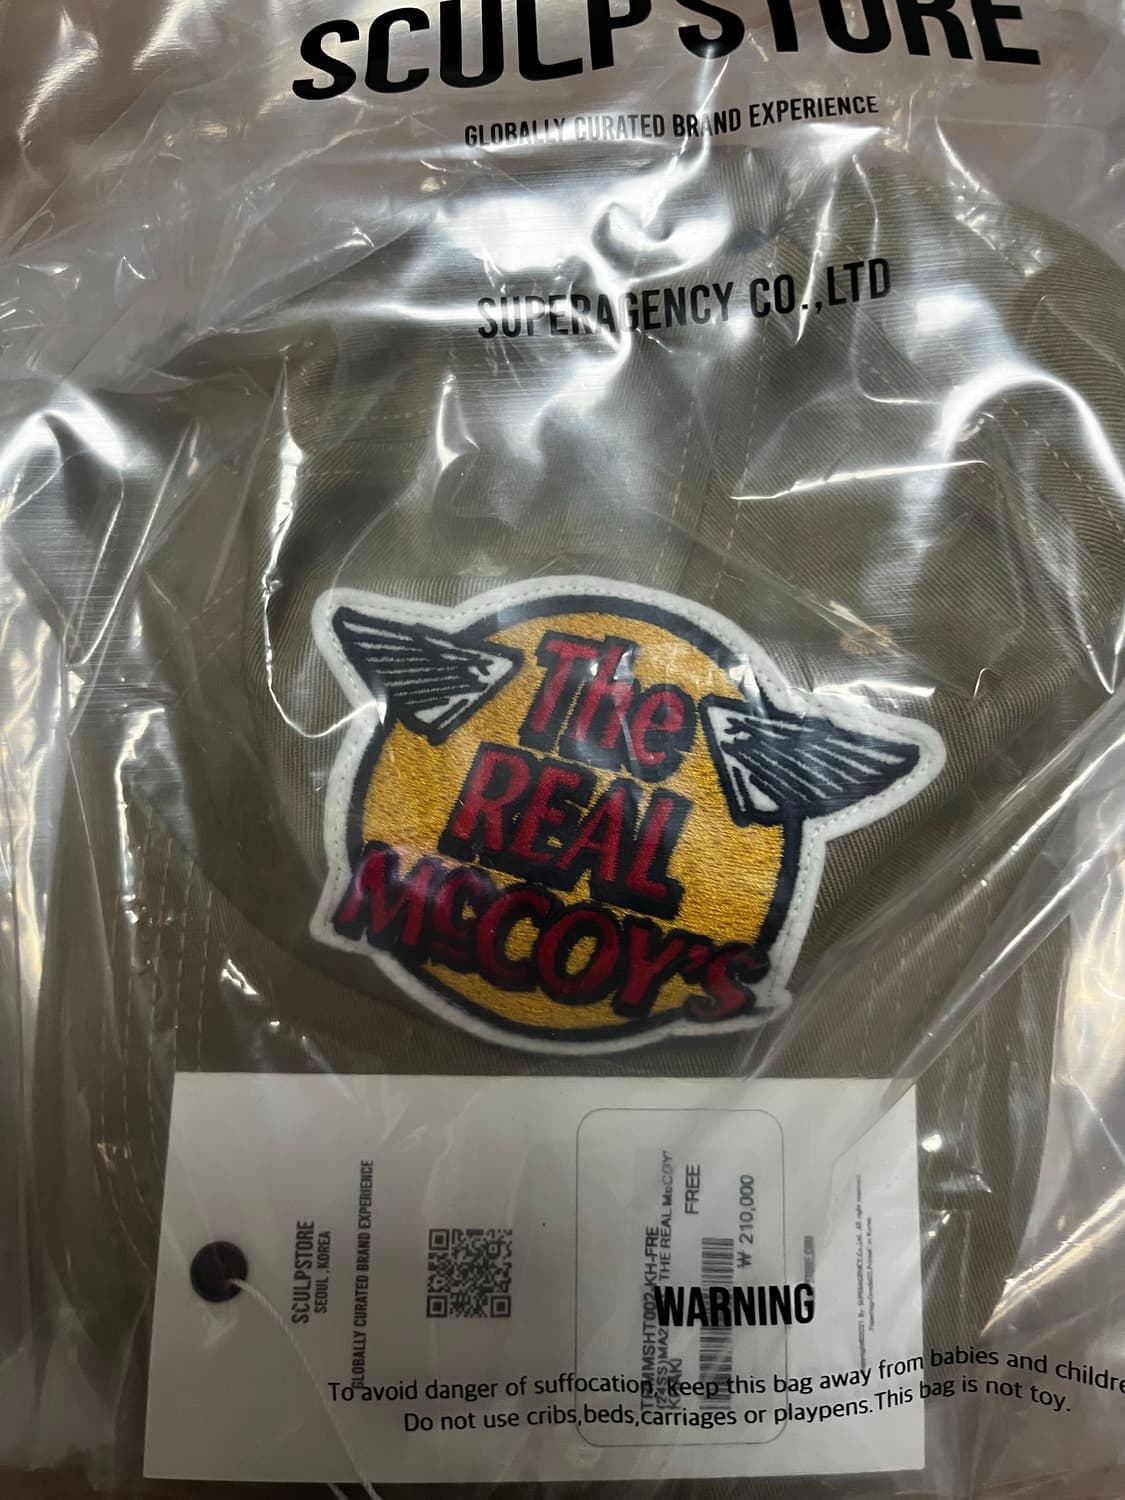 SCULPSTORE
GLOBALLY CURATED BRAND EXPERIENCE
SUPERAGENCY CO.,LTD
The
REAL
McCOY'S
SCULPSTORE
SEOUL ,KOREA
GLOBALLY CURATED BRAND EXPERIENCE
THE REAL McCOY'
FREE
₩ 210,000
WARNING
To avoid danger of suffocation, keep this bag away from babies and childre
Do not use cribs,beds,carriages or playpens.This bag is not toy.